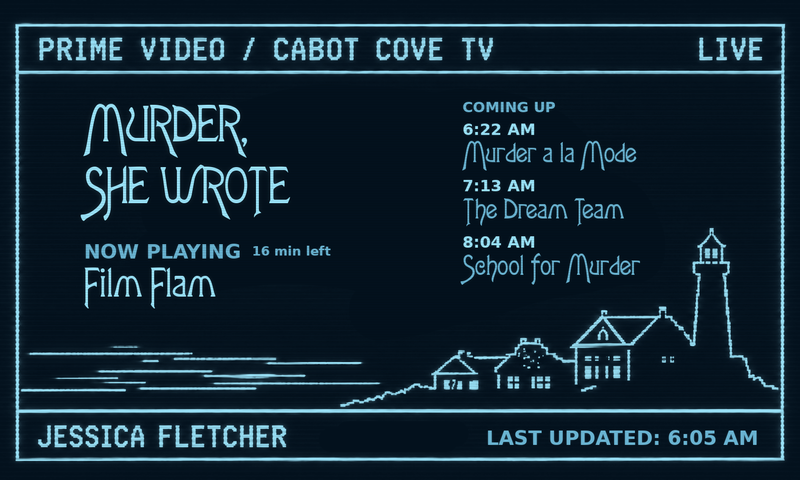 PRIME VIDEO / CABOT COVE TV
LIVE
MURDER,
SHE WROTE
NOW PLAYING 16 min left
Film Flam
COMING UP
6:22 AM
Murder a la Mode
7:13 AM
The Dream Team
8:04 AM
School for Murder
JESSICA FLETCHER
LAST UPDATED: 6:05 AM